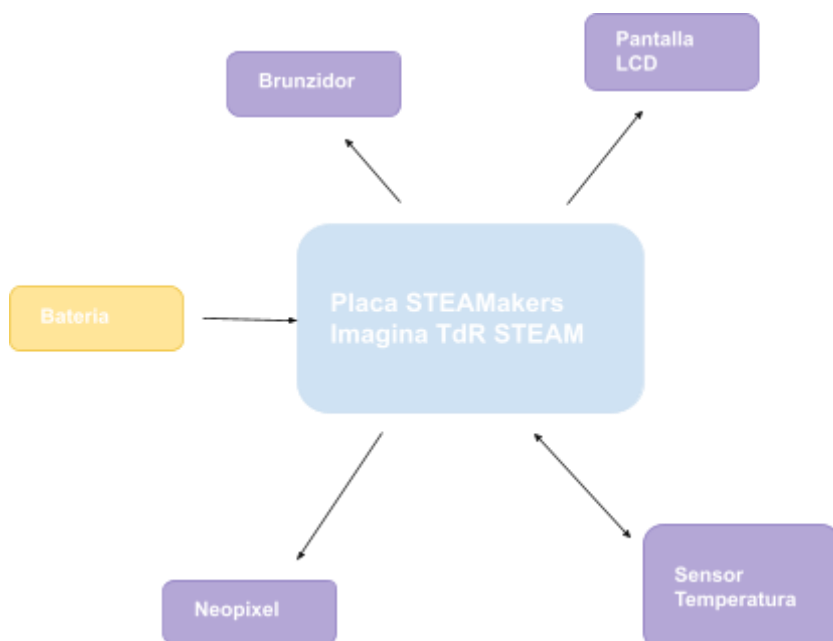 Pantalla
LCD
Brunzidor
Placa STEAMakers
Imagina TdR STEAM
Bateria
Sensor
Temperatura
Neopixel